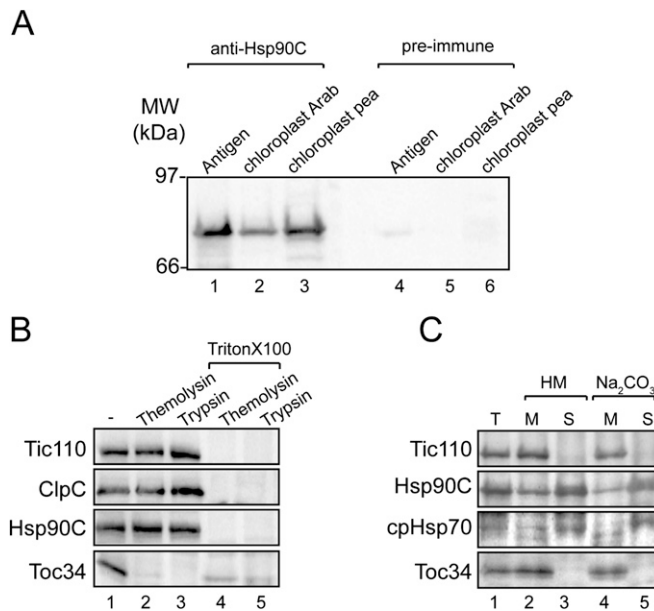 A
anti-Hsp90C pre-immune
MW
(kDa)
Antigen chloroplast Arab chloroplast pea Antigen chloroplast Arab chloroplast pea
97-
66-
1 2 3 4 5 6
B
TritonX100
- Themolysin Trypsin Themolysin Trypsin
Tic110
ClpC
Hsp90C
Toc34
1 2 3 4 5
C
HM Na₂CO₃
T M S M S
Tic110
Hsp90C
cpHsp70
Toc34
1 2 3 4 5